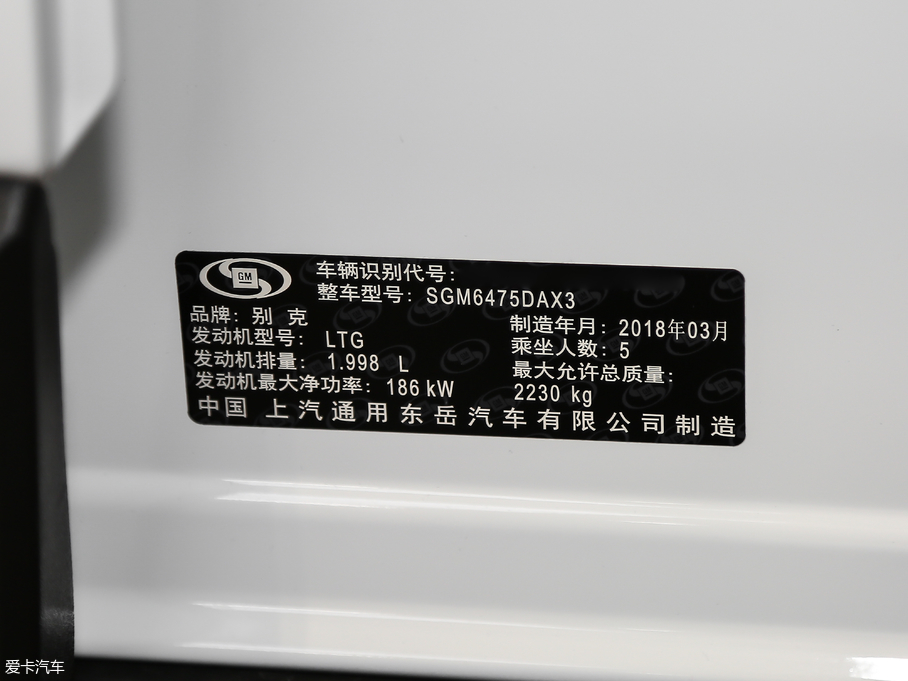 GM
车辆识别代号：
整车型号：SGM6475DAX3
品牌：别 克
制造年月：2018年03月
发动机型号：LTG
乘坐人数：5
发动机排量：1.998 L
最大允许总质量：
发动机最大净功率：186 kW
2230 kg
中国 上汽通用东岳汽车有限公司制造
爱卡汽车